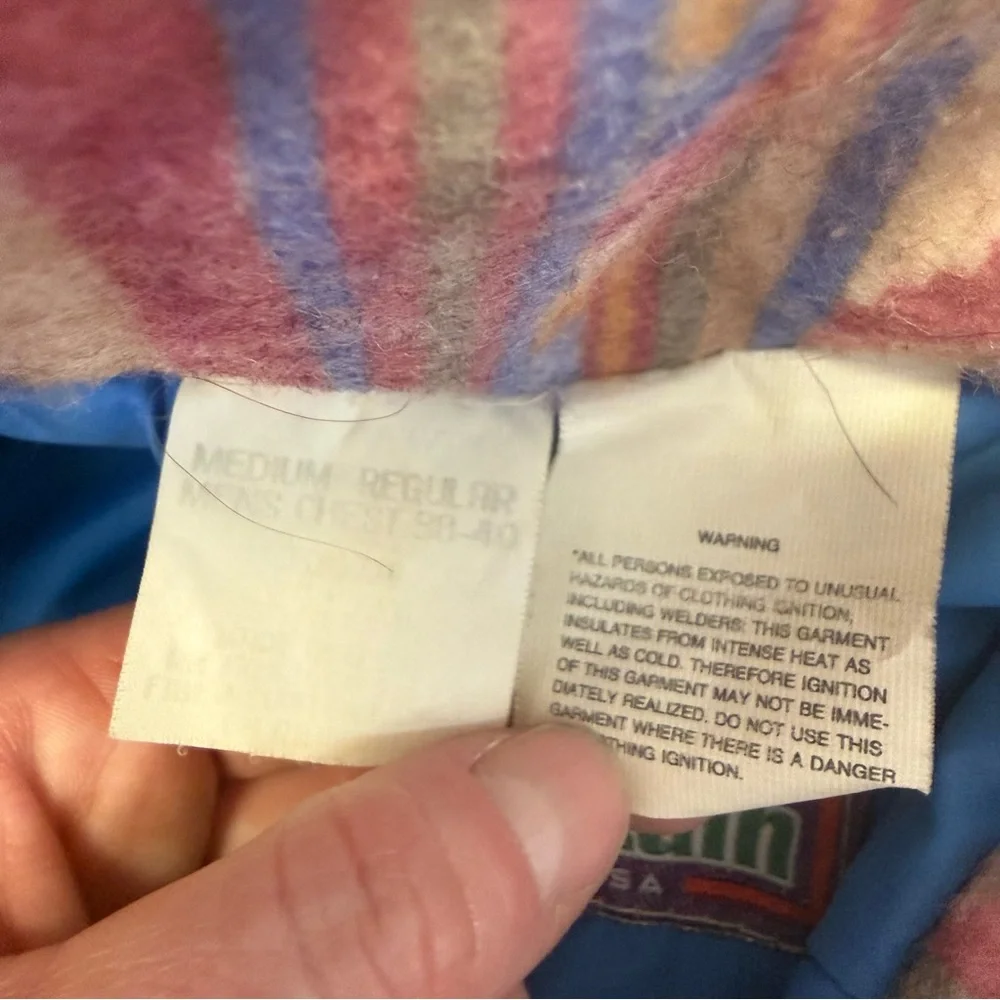 MEDIUM REGULAR
MENS CHEST 38-40
WARNING
"ALL PERSONS EXPOSED TO UNUSUAL
HAZARDS OF CLOTHING IGNITION,
INCLUDING WELDERS: THIS GARMENT
INSULATES FROM INTENSE HEAT AS
WELL AS COLD. THEREFORE IGNITION
OF THIS GARMENT MAY NOT BE IMME-
DIATELY REALIZED. DO NOT USE THIS
GARMENT WHERE THERE IS A DANGER
THING IGNITION.
SA